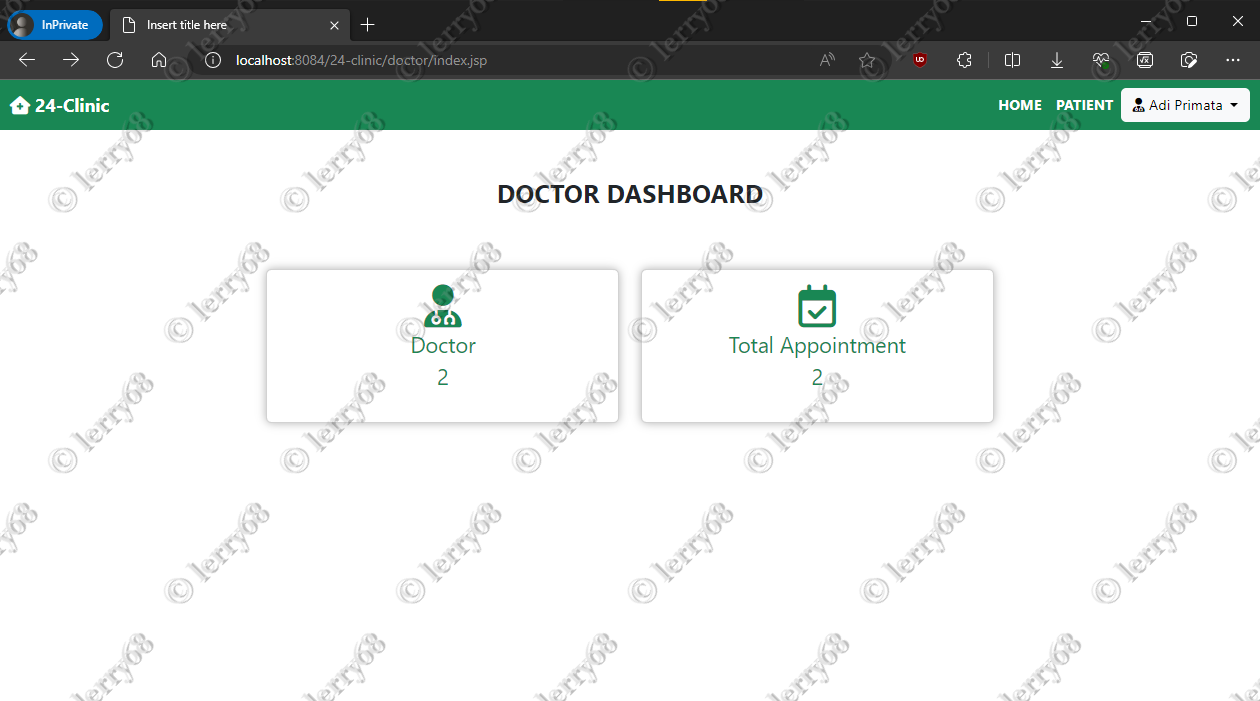 InPrivate
Insert title here
localhost:8084/24-clinic/doctor/index.jsp
24-Clinic
HOME PATIENT Adi Primata
DOCTOR DASHBOARD
Doctor
2
Total Appointment
2
© lerry68